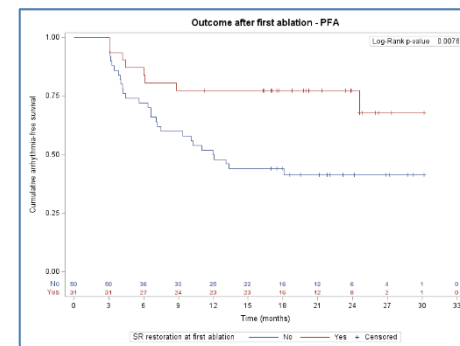 Outcome after first ablation - PFA
Log-Rank p-value 0.0076
1.00
0.75
0.50
0.25
0.00
Cumulative arrhythmia-free survival
No 50 50 36 30 25 22 18 12 6 4 1 0
Yes 31 31 27 24 23 23 16 12 8 2 1 0
0 3 6 9 12 15 18 21 24 27 30 33
Time (months)
SR restoration at first ablation No Yes + Censored